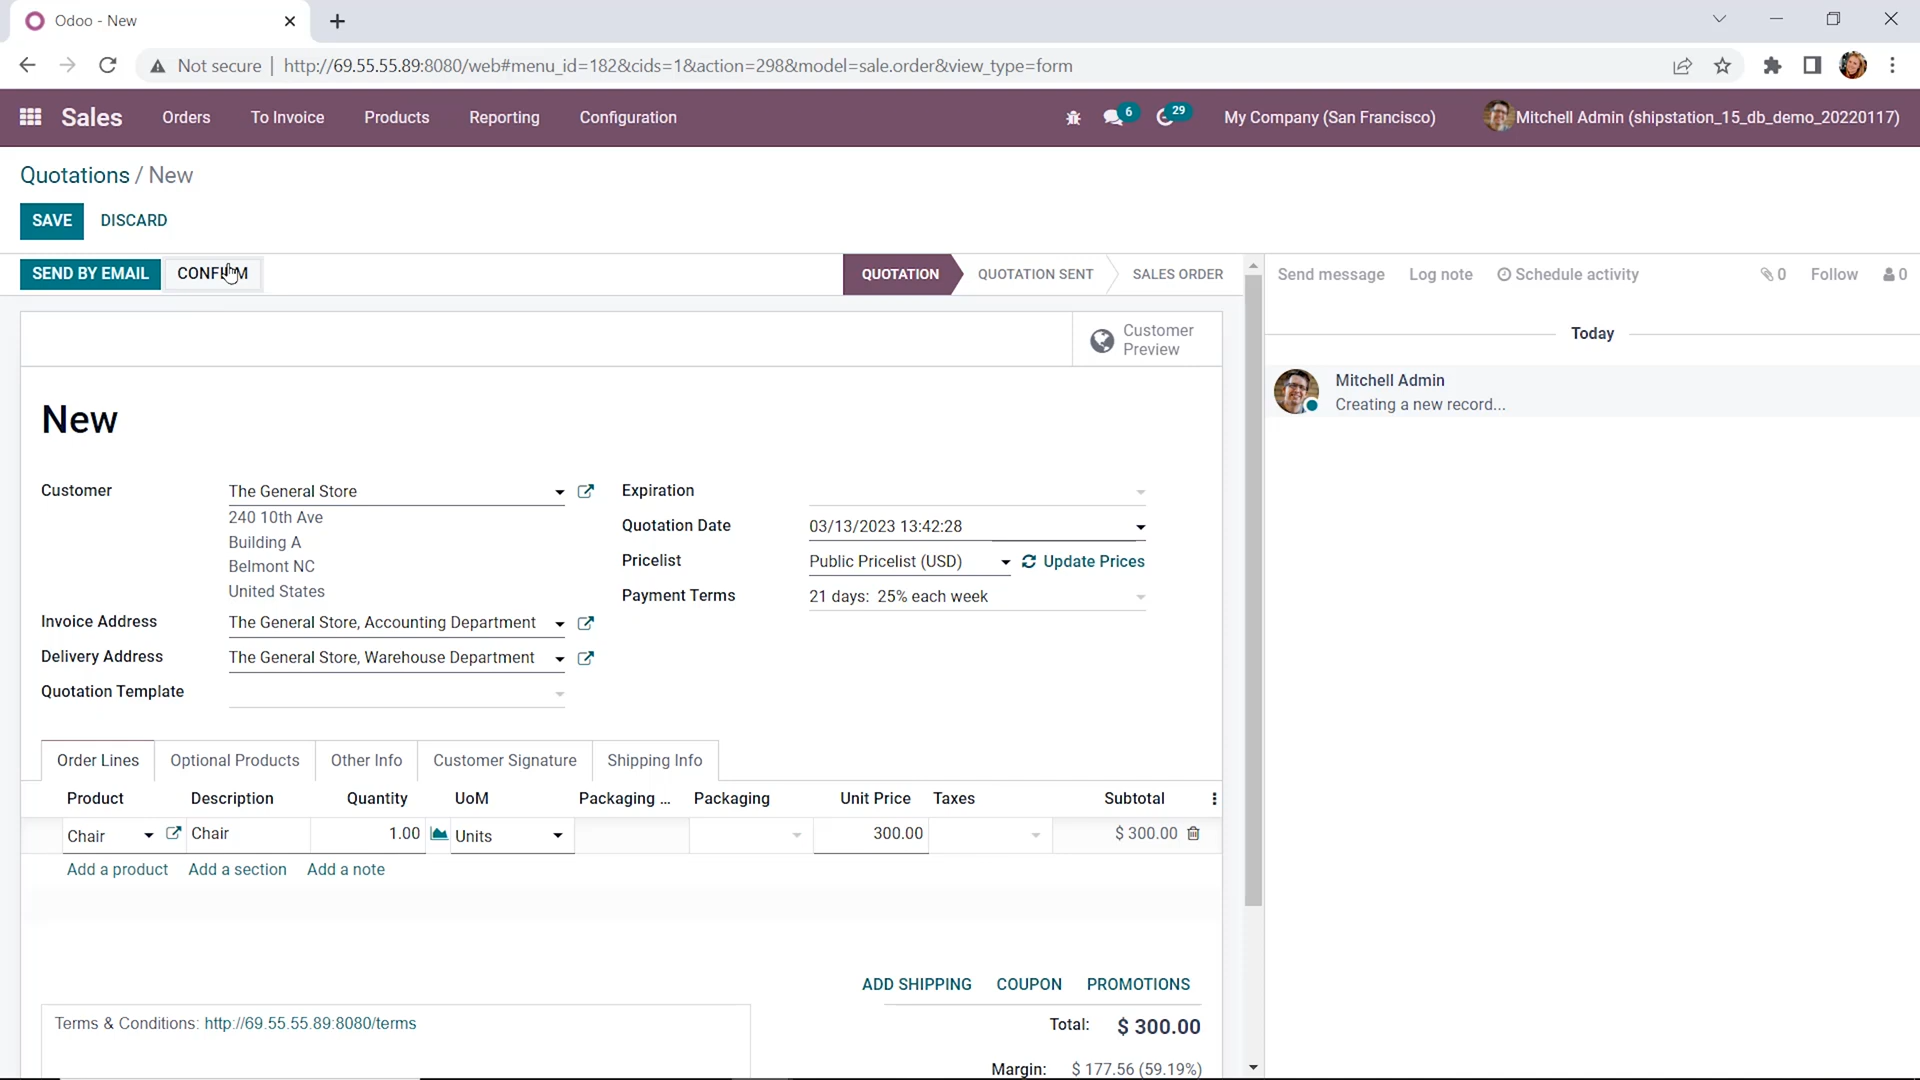 Odoo - New
Not secure | http://69.55.55.89:8080/web#menu_id=182&cids=1&action=298&model=sale.order&view_type=form
Sales Orders To Invoice Products Reporting Configuration 6 29 My Company (San Francisco) Mitchell Admin (shipstation_15_db_demo_20220117)
Quotations / New
SAVE DISCARD
SEND BY EMAIL CONFIRM QUOTATION QUOTATION SENT SALES ORDER Send message Log note Schedule activity 0 Follow 0
Customer
Preview
Today
Mitchell Admin
Creating a new record...
New
Customer The General Store
240 10th Ave
Building A
Belmont NC
United States
Invoice Address The General Store, Accounting Department
Delivery Address The General Store, Warehouse Department
Quotation Template
Expiration
Quotation Date 03/13/2023 13:42:28
Pricelist Public Pricelist (USD) Update Prices
Payment Terms 21 days: 25% each week
Order Lines Optional Products Other Info Customer Signature Shipping Info
Product Description Quantity UoM Packaging ... Packaging Unit Price Taxes Subtotal
Chair Chair 1.00 Units 300.00 $ 300.00
Add a product Add a section Add a note
ADD SHIPPING COUPON PROMOTIONS
Terms & Conditions: http://69.55.55.89:8080/terms
Total: $ 300.00
Margin: $ 177.56 (59.19%)